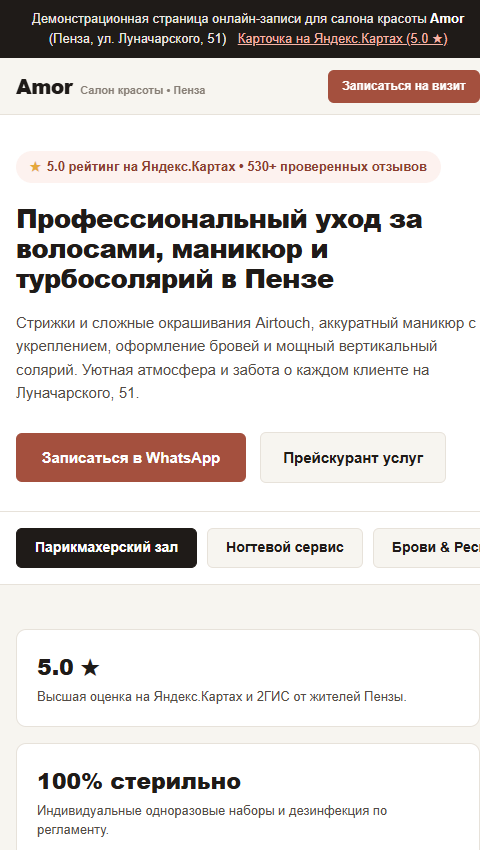 Демонстрационная страница онлайн-записи для салона красоты Amor
(Пенза, ул. Луначарского, 51) Карточка на Яндекс.Картах (5.0 ★)
Amor Салон красоты • Пенза
Записаться на визит
★ 5.0 рейтинг на Яндекс.Картах • 530+ проверенных отзывов
Профессиональный уход за
волосами, маникюр и
турбосолярий в Пензе
Стрижки и сложные окрашивания Airtouch, аккуратный маникюр с
укреплением, оформление бровей и мощный вертикальный
солярий. Уютная атмосфера и забота о каждом клиенте на
Луначарского, 51.
Записаться в WhatsApp
Прейскурант услуг
Парикмахерский зал
Ногтевой сервис
Брови & Рес
5.0 ★
Высшая оценка на Яндекс.Картах и 2ГИС от жителей Пензы.
100% стерильно
Индивидуальные одноразовые наборы и дезинфекция по
регламенту.